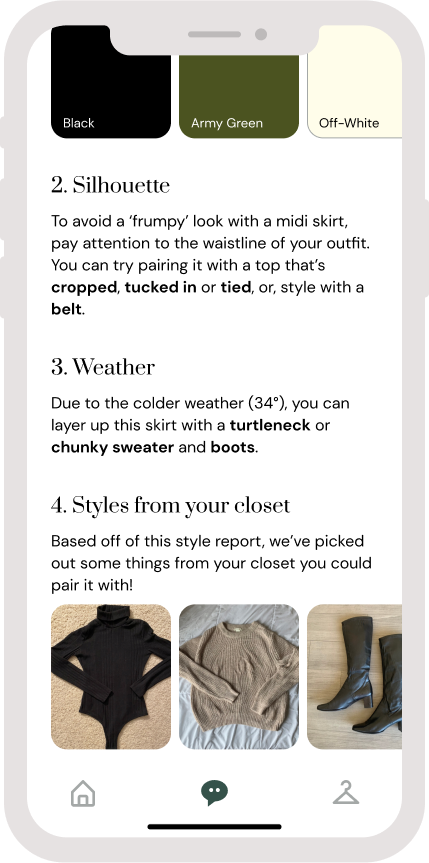 Black
Army Green
Off-White
2. Silhouette
To avoid a ‘frumpy’ look with a midi skirt,
pay attention to the waistline of your outfit.
You can try pairing it with a top that’s
cropped, tucked in or tied, or, style with a
belt.
3. Weather
Due to the colder weather (34°), you can
layer up this skirt with a turtleneck or
chunky sweater and boots.
4. Styles from your closet
Based off of this style report, we’ve picked
out some things from your closet you could
pair it with!